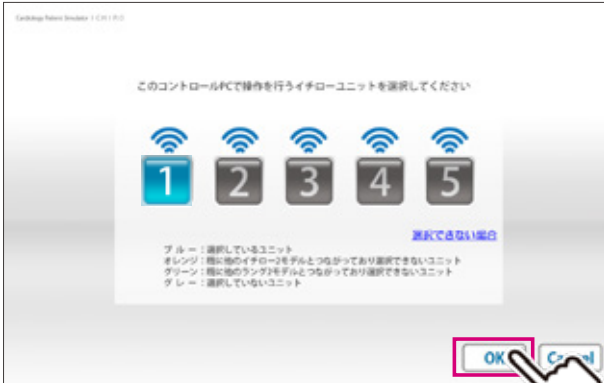 Cardiology Patient Simulator I C H I R O
このコントロールPCで操作を行うイチローユニットを選択してください
1 2 3 4 5
選択できない場合
ブ ル ー ：選択しているユニット
オレンジ：既に他のイチロー2モデルとつながっており選択できないユニット
グリーン：既に他のラング2モデルとつながっており選択できないユニット
グ レ ー ：選択していないユニット
OK